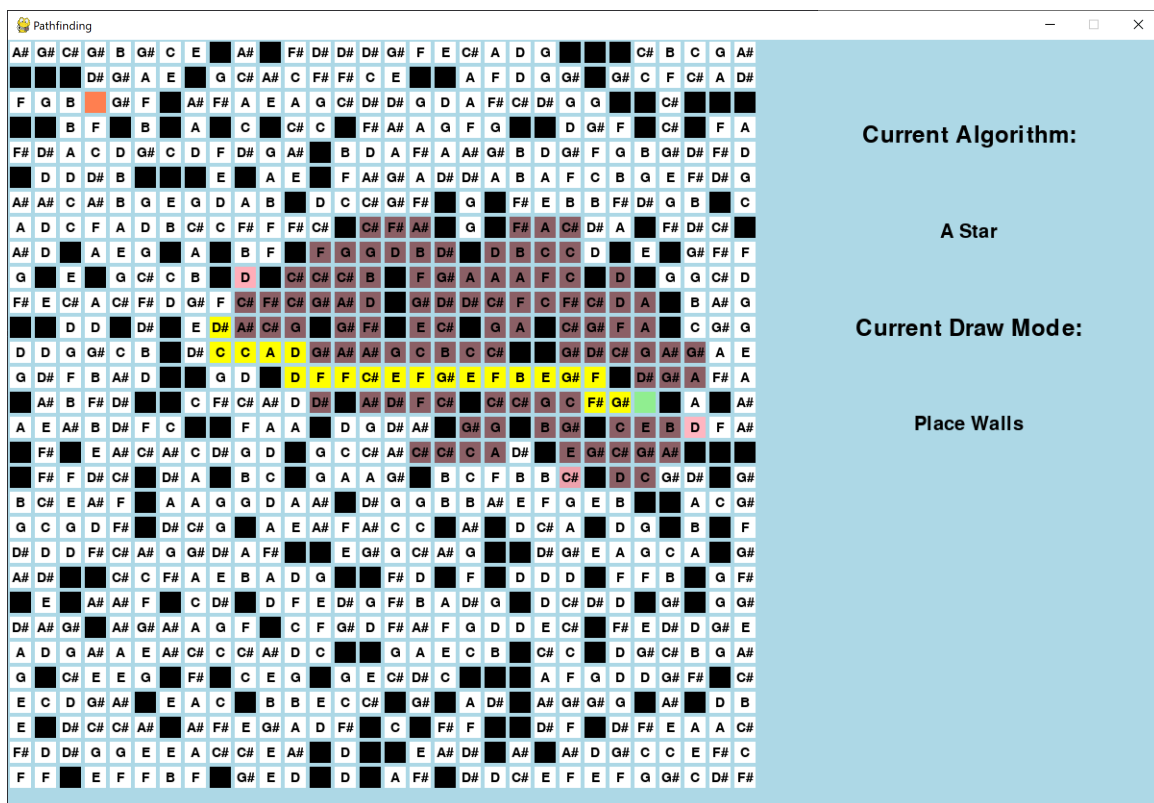 Pathfinding
A# G# C# G# B G# C E A# F# D# D# D# G# F E C# A D G C# B C G A#
D# G# A E G C# A# C F# F# C E A F D G G# G# C F C# A D#
F G B G# F A# F# A E A G C# D# D# G D A F# C# D# G G C#
B F B A C C# C F# A# A G F G D G# F C# F A
F# D# A C D G# C D F D# G A# B D A F# A A# G# B D G# F G B G# D# F# D
D D D# B E A E F A# G# A D# D# A B A F C B G E F# D# G
A# A# C A# B G E G D A B D C C# G# F# G F# E B B F# D# G B C
A D C F A D B C# C F# F F# C# C# F# A# G F# A C# D# A F# D# C#
A# D A E G A B F F G G D B D# D B C C D E G# F# F
G E G C# C B D C# C# C# B F G# A A A F C D G G C# D
F# E C# A C# F# D G# F C# F# C# G# A# D G# D# D# C# F C F# C# D A B A# G
D D D# E D# A# C# G G# F# E C# G A C# G# F A C G# G
D D G G# C B D# C C A D G# A# A# G C B C C# G# D# C# G A# G# A E
G D# F B A# D G D D F F C# E F G# E F B E G# F D# G# A F# A
A# B F# D# C F# C# A# D D# A# D# F C# C# C# G C F# G# A A#
A E A# B D# F C F A A D G D# A# G# G B G# C E B D F A#
F# E A# C# A# C D# G D G C C# A# C# C# C A D# E G# C# G# A#
F# F D# C# D# A B C G A A G# B C F B B C# D C G# D# G#
B C# E A# F A A G G D A A# D# G G B B A# E F G E B A C G#
G C G D F# D# C# G A E A# F A# C C A# D C# A D G B F
D# D D F# C# A# G G# D# A F# E G# G C# A# G D# G# E A G C A G#
A# D# C# C F# A E B A D G F# D F D D D F F B G F#
E A# A# F C D# D F E D# G F# B A D# G D C# D# D G# G G#
D# A# G# A# G# A# A G F C F G# D F# A# F G D D E C# F# E D# D G# E
A D G A# A E A# C# C C# A# D C G A E C B C# C D G# C# B G A#
G C# E E G F# C E G G E C# D# C A F G D D G# F# C#
E C D G# A# E A C B B E C C# G# A D# A# G# G# G A# D B
E D# C# C# A# A# F# E G# A D F# C F# F D# F D# F# E A A C#
F# D D# G G E E A C# C# E A# D E A# D# A# A# D G# C C E F# C
F F E F F B F G# E D D A F# D# D C# E F E F G G# C D# F#
Current Algorithm:
A Star
Current Draw Mode:
Place Walls